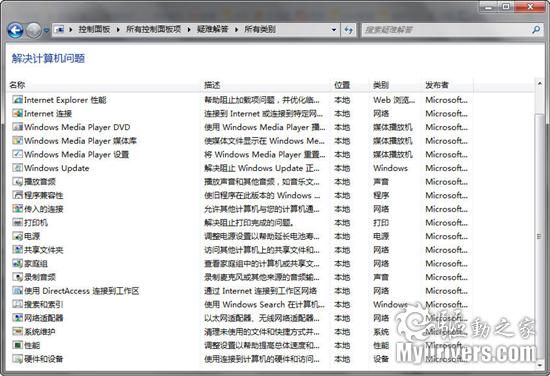 控制面板 ▸ 所有控制面板项 ▸ 疑难解答 ▸ 所有类别
搜索疑难解答
解决计算机问题
名称 描述 位置 类别 发布者
Internet Explorer 性能 帮助阻止加载项问题，并优化临... 本地 Web 浏览... Microsoft...
Internet 连接 连接到 Internet 或连接到特定网... 本地 网络 Microsoft...
Windows Media Player DVD 使用 Windows Media Player 播... 本地 媒体播放机 Microsoft...
Windows Media Player 媒体库 使媒体文件显示在 Windows Me... 本地 媒体播放机 Microsoft...
Windows Media Player 设置 将 Windows Media Player 重置... 本地 媒体播放机 Microsoft...
Windows Update 解决阻止 Windows Update 正... 本地 Windows Microsoft...
播放音频 播放声音和其他音频，如音乐文... 本地 声音 Microsoft...
程序兼容性 使旧程序在此版本的 Windows ... 本地 程序 Microsoft...
传入的连接 允许其他计算机与您的计算机通... 本地 网络 Microsoft...
打印机 解决阻止打印完成的问题。 本地 打印 Microsoft...
电源 调整电源设置以帮助延长电池寿... 本地 电源 Microsoft...
共享文件夹 访问其他计算机上的共享文件和... 本地 网络 Microsoft...
家庭组 查看家庭组中的计算机或共享文... 本地 网络 Microsoft...
录制音频 录制麦克风或其他来源的音频输... 本地 声音 Microsoft...
使用 DirectAccess 连接到工作区 通过 Internet 连接到工作区网络 本地 网络 Microsoft...
搜索和索引 使用 Windows Search 在计算机... 本地 Windows Microsoft...
网络适配器 以太网适配器、无线网络适配器... 本地 网络 Microsoft...
系统维护 清理未使用的文件和快捷方式并... 本地 系统 Microsoft...
性能 调整设置以帮助提高总体速度和... 本地 系统 Microsoft...
硬件和设备 使用连接到计算机的硬件和访问... 本地 设备 Microsoft...
驱动之家
MyDrivers.com